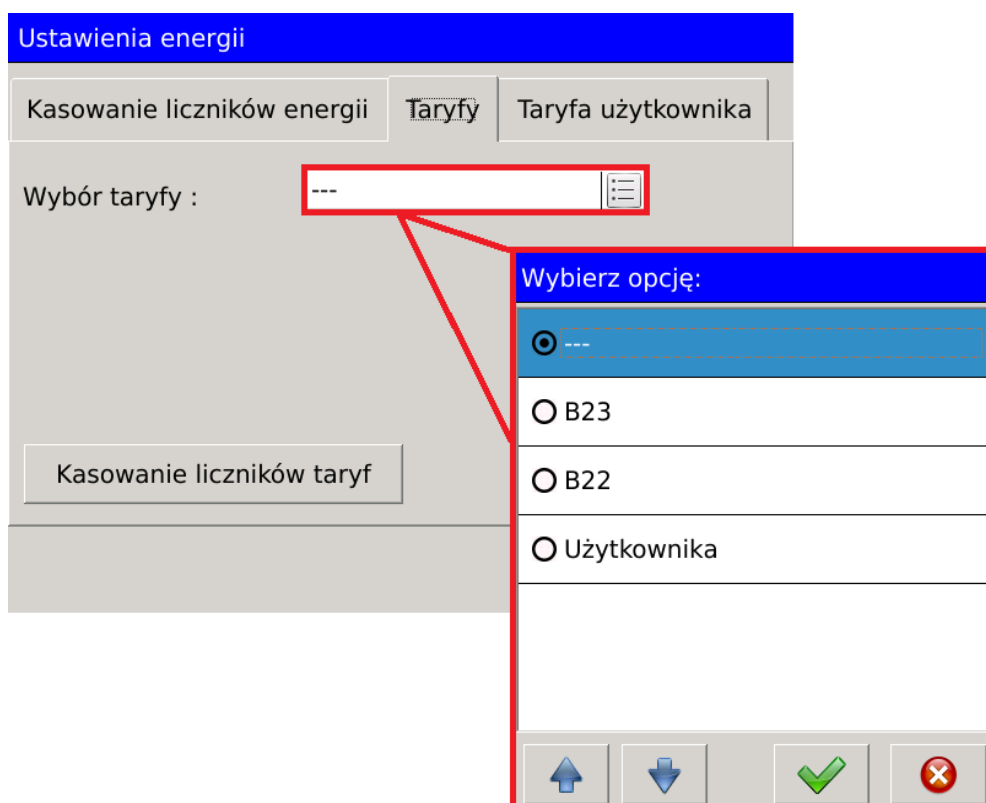 Ustawienia energii
Kasowanie liczników energii Taryfy Taryfa użytkownika
Wybór taryfy : ---
Wybierz opcję:
---
B23
B22
Użytkownika
Kasowanie liczników taryf